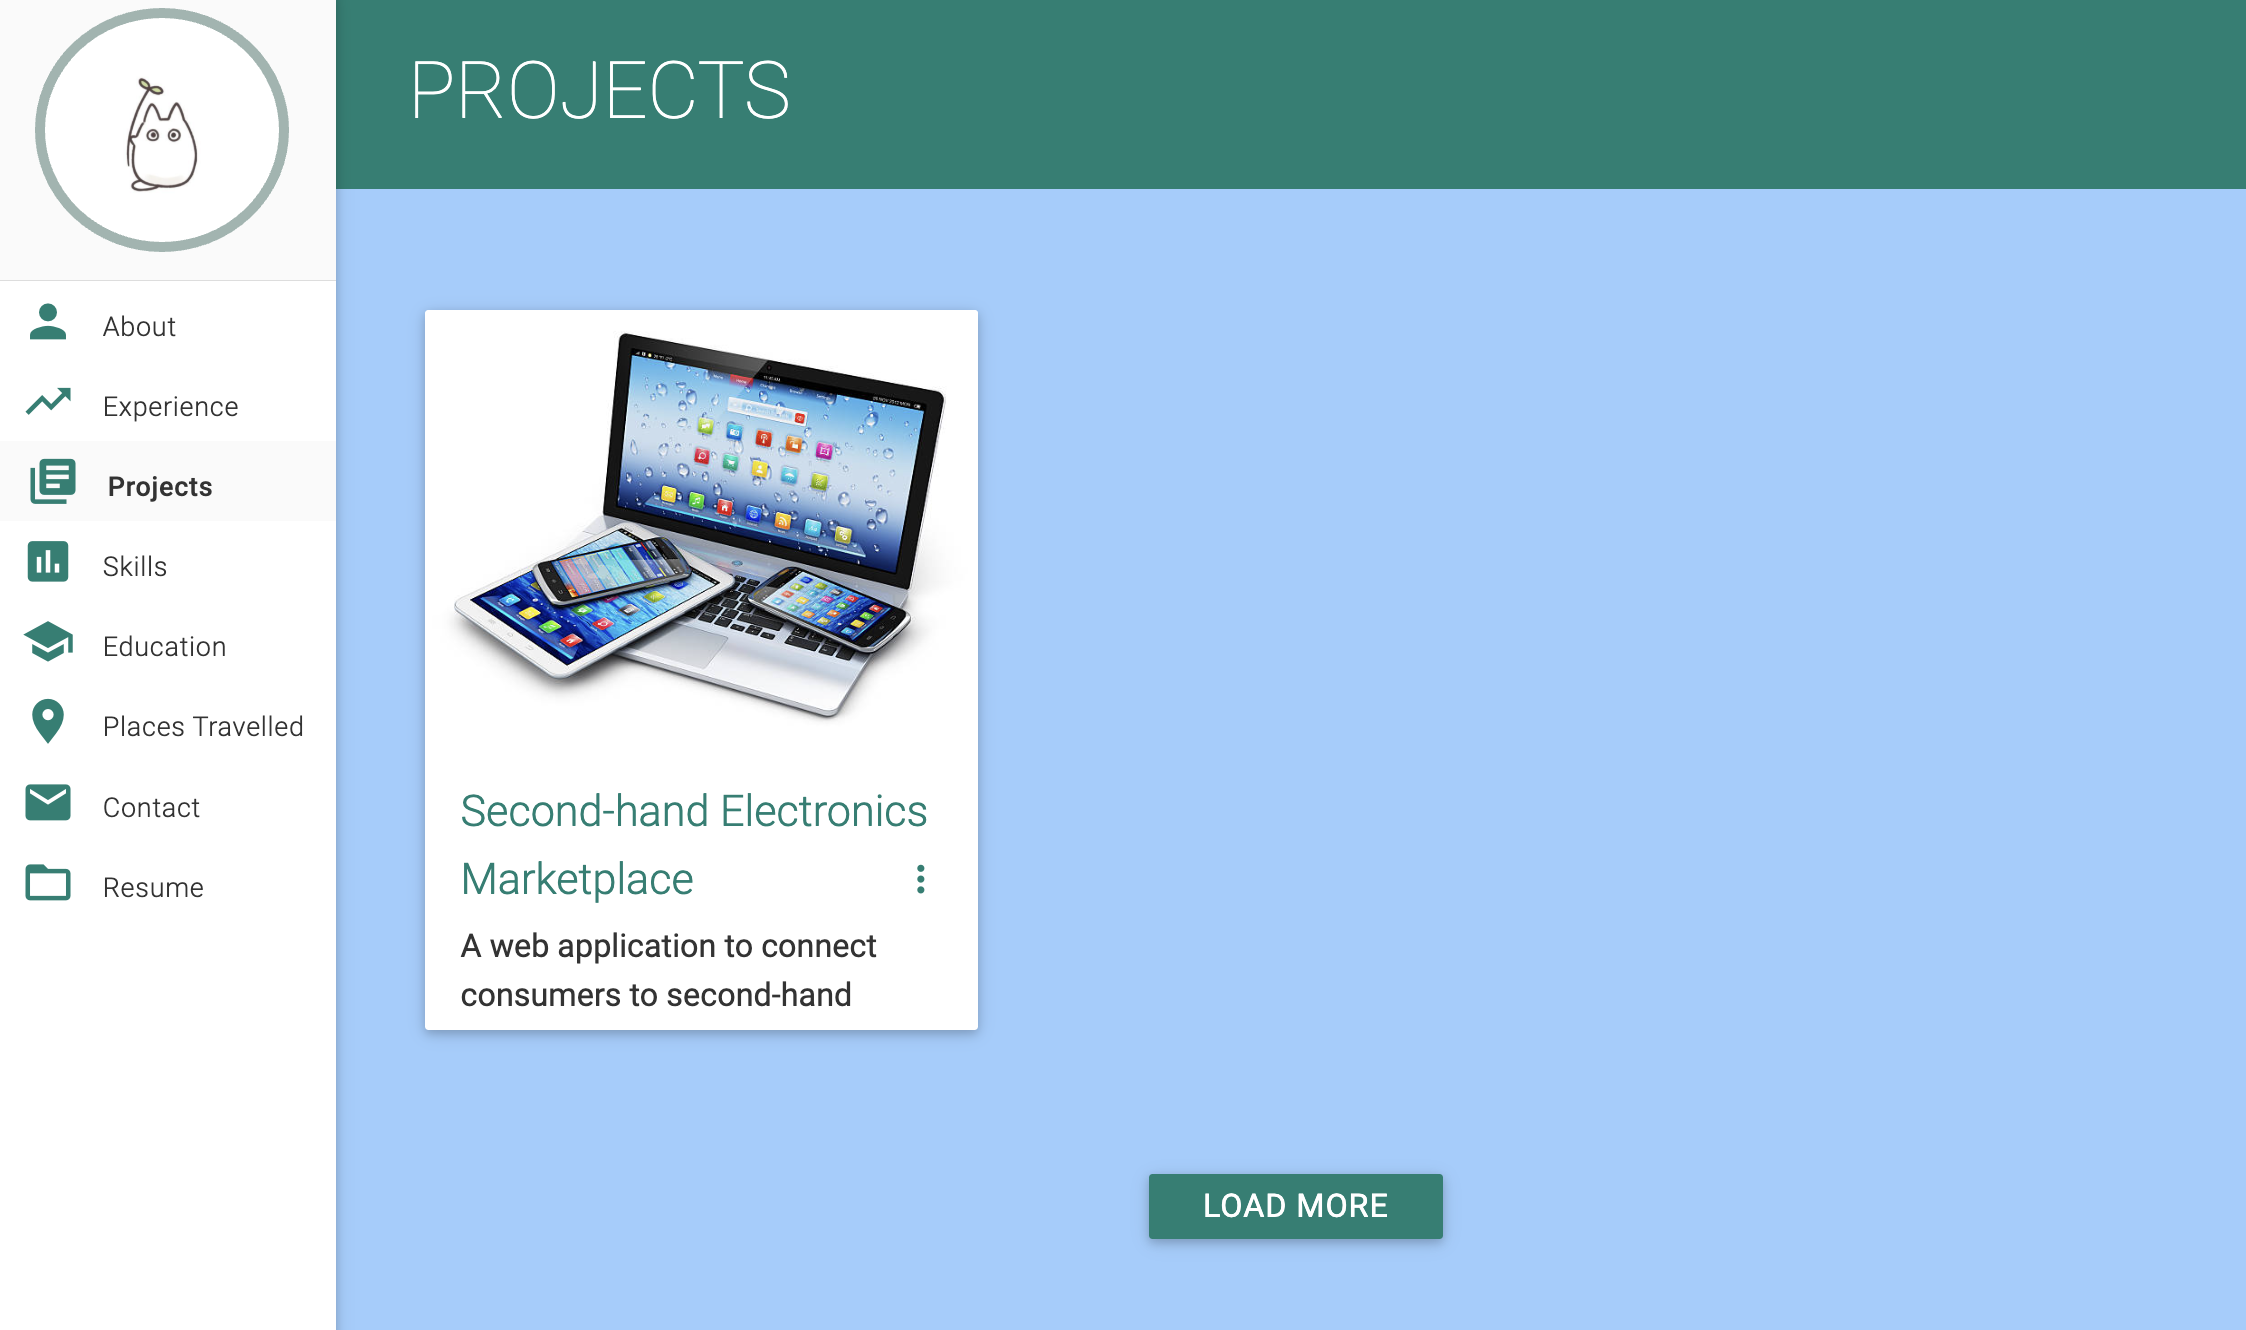 PROJECTS
About
Experience
Projects
Skills
Education
Places Travelled
Contact
Resume
Second-hand Electronics
Marketplace
A web application to connect
consumers to second-hand
LOAD MORE